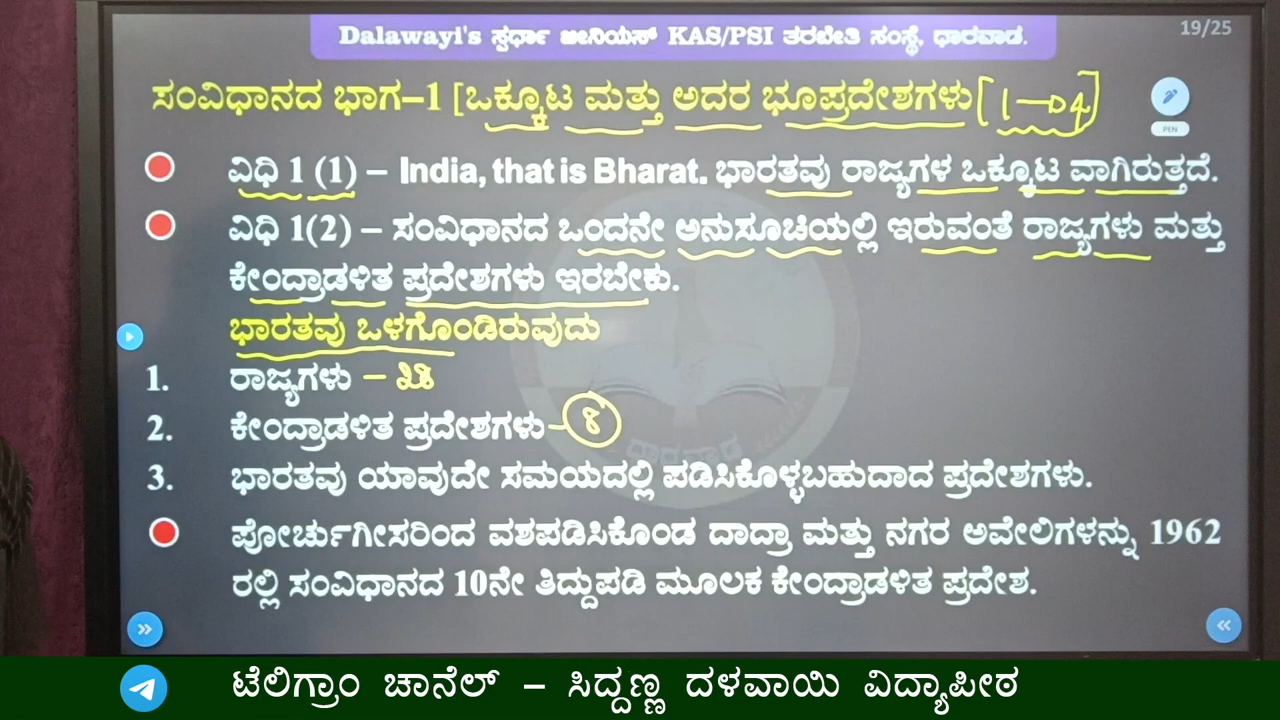 Dalawayi's ಸ್ಪರ್ಧಾ ಜೀನಿಯಸ್ KAS/PSI ತರಬೇತಿ ಸಂಸ್ಥೆ, ಧಾರವಾಡ.
19/25
ಸಂವಿಧಾನದ ಭಾಗ–1 [ಒಕ್ಕೂಟ ಮತ್ತು ಅದರ ಭೂಪ್ರದೇಶಗಳು [1→4]
PEN
ವಿಧಿ 1 (1) – India, that is Bharat. ಭಾರತವು ರಾಜ್ಯಗಳ ಒಕ್ಕೂಟ ವಾಗಿರುತ್ತದೆ.
ವಿಧಿ 1(2) – ಸಂವಿಧಾನದ ಒಂದನೇ ಅನುಸೂಚಿಯಲ್ಲಿ ಇರುವಂತೆ ರಾಜ್ಯಗಳು ಮತ್ತು
ಕೇಂದ್ರಾಡಳಿತ ಪ್ರದೇಶಗಳು ಇರಬೇಕು.
ಭಾರತವು ಒಳಗೊಂಡಿರುವುದು
1. ರಾಜ್ಯಗಳು –
2. ಕೇಂದ್ರಾಡಳಿತ ಪ್ರದೇಶಗಳು – 8
3. ಭಾರತವು ಯಾವುದೇ ಸಮಯದಲ್ಲಿ ಪಡಿಸಿಕೊಳ್ಳಬಹುದಾದ ಪ್ರದೇಶಗಳು.
ಪೋರ್ಚುಗೀಸರಿಂದ ವಶಪಡಿಸಿಕೊಂಡ ದಾದ್ರಾ ಮತ್ತು ನಗರ ಅವೇಲಿಗಳನ್ನು 1962
ರಲ್ಲಿ ಸಂವಿಧಾನದ 10ನೇ ತಿದ್ದುಪಡಿ ಮೂಲಕ ಕೇಂದ್ರಾಡಳಿತ ಪ್ರದೇಶ.
ಧಾರವಾಡ
ಟೆಲಿಗ್ರಾಂ ಚಾನೆಲ್ – ಸಿದ್ದಣ್ಣ ದಳವಾಯಿ ವಿದ್ಯಾಪೀಠ